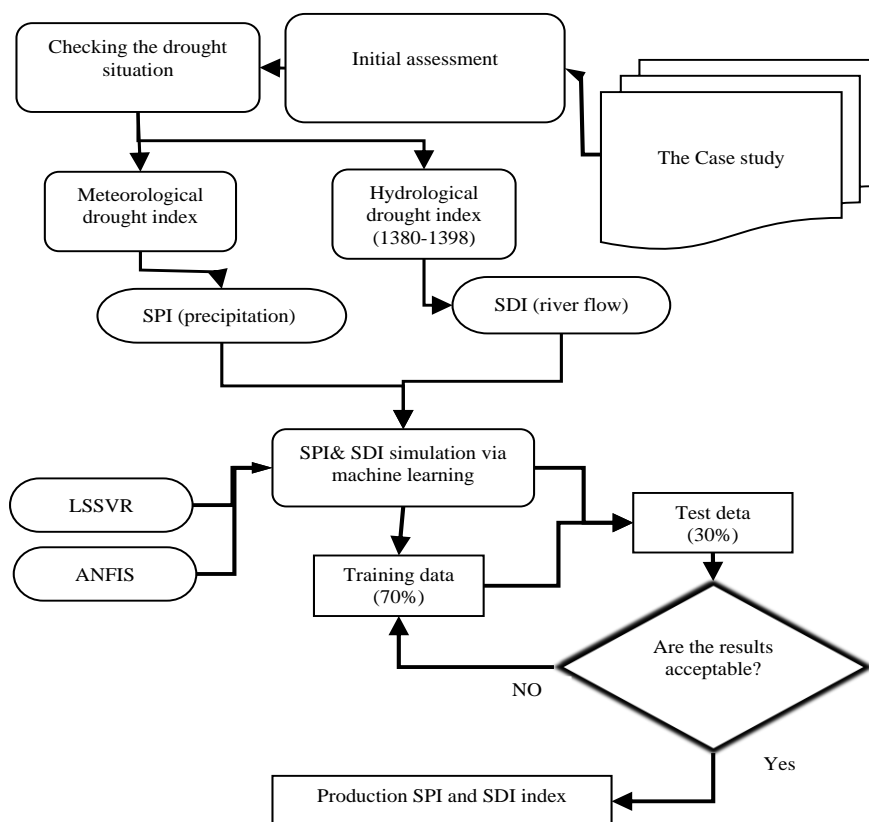 Checking the drought
situation
Initial assessment
The Case study
Meteorological
drought index
Hydrological
drought index
(1380-1398)
SPI (precipitation)
SDI (river flow)
SPI& SDI simulation via
machine learning
LSSVR
ANFIS
Training data
(70%)
Test deta
(30%)
Are the results
acceptable?
NO
Yes
Production SPI and SDI index